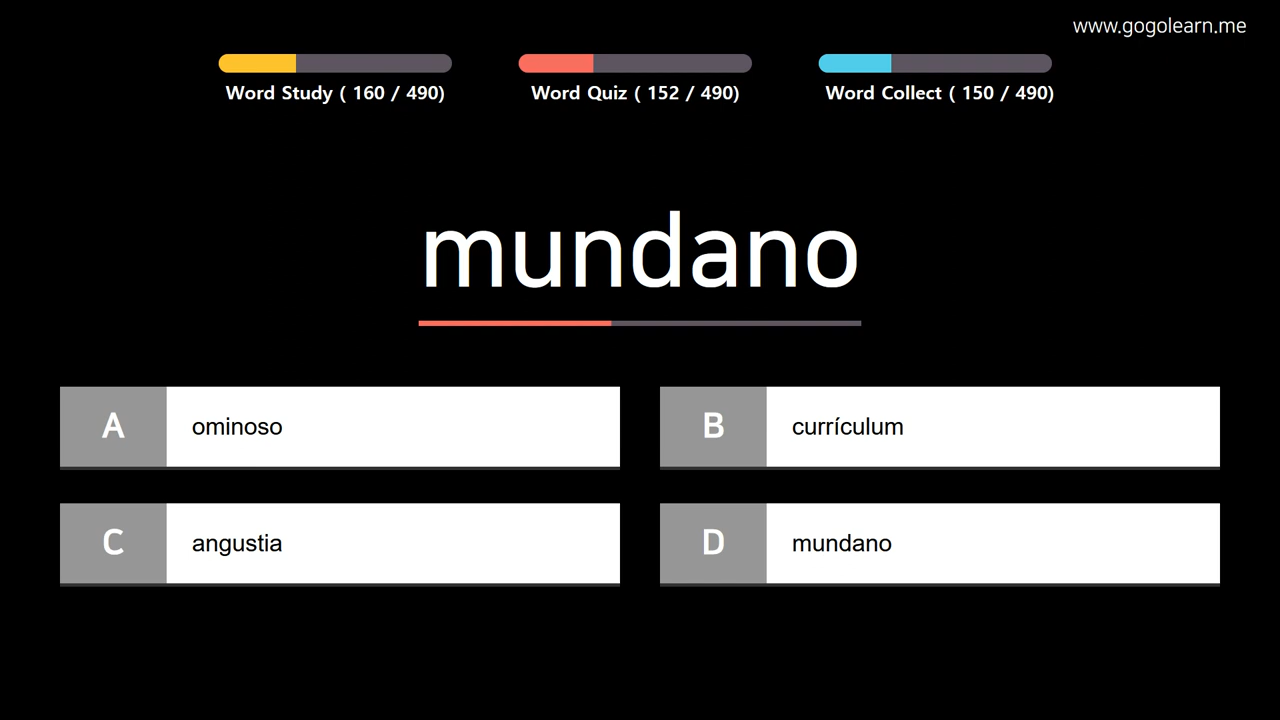 www.gogolearn.me
Word Study ( 160 / 490)
Word Quiz ( 152 / 490)
Word Collect ( 150 / 490)
mundano
A ominoso
B currículum
C angustia
D mundano